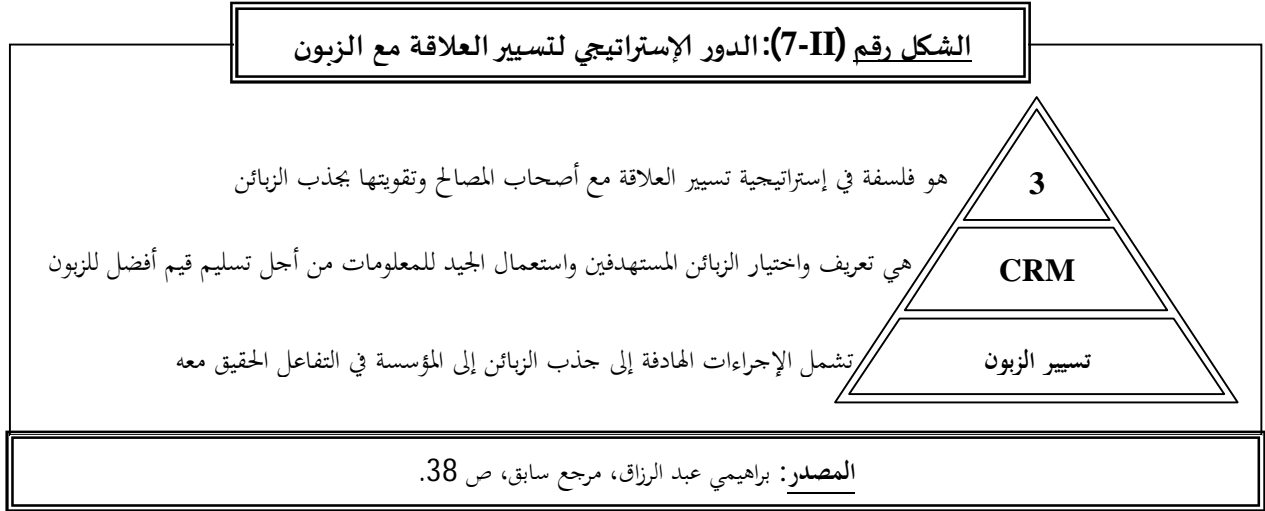 الشكل رقم (7-II): الدور الإستراتيجي لتسيير العلاقة مع الزبون
3
هو فلسفة في إستراتيجية تسيير العلاقة مع أصحاب المصالح وتقويتها بجذب الزبائن
CRM
هي تعريف واختيار الزبائن المستهدفين واستعمال الجيد للمعلومات من أجل تسليم قيم أفضل للزبون
تسيير الزبون
تشمل الإجراءات الهادفة إلى جذب الزبائن إلى المؤسسة في التفاعل الحقيق معه
المصدر: براهيمي عبد الرزاق، مرجع سابق، ص 38.